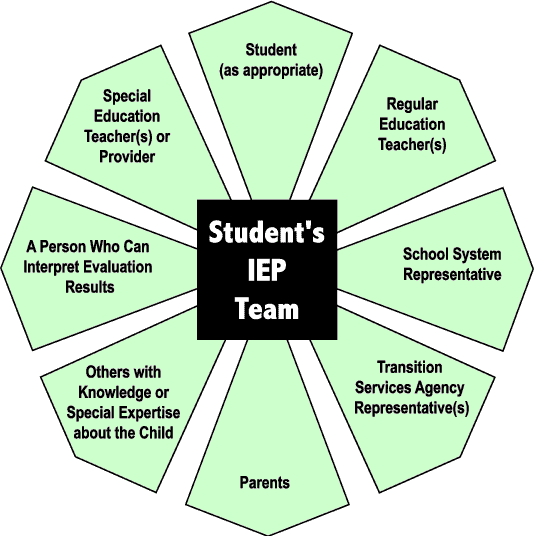 Student
(as appropriate)
Regular
Education
Teacher(s)
School System
Representative
Transition
Services Agency
Representative(s)
Parents
Others with
Knowledge or
Special Expertise
about the Child
A Person Who Can
Interpret Evaluation
Results
Special
Education
Teacher(s) or
Provider
Student's
IEP
Team